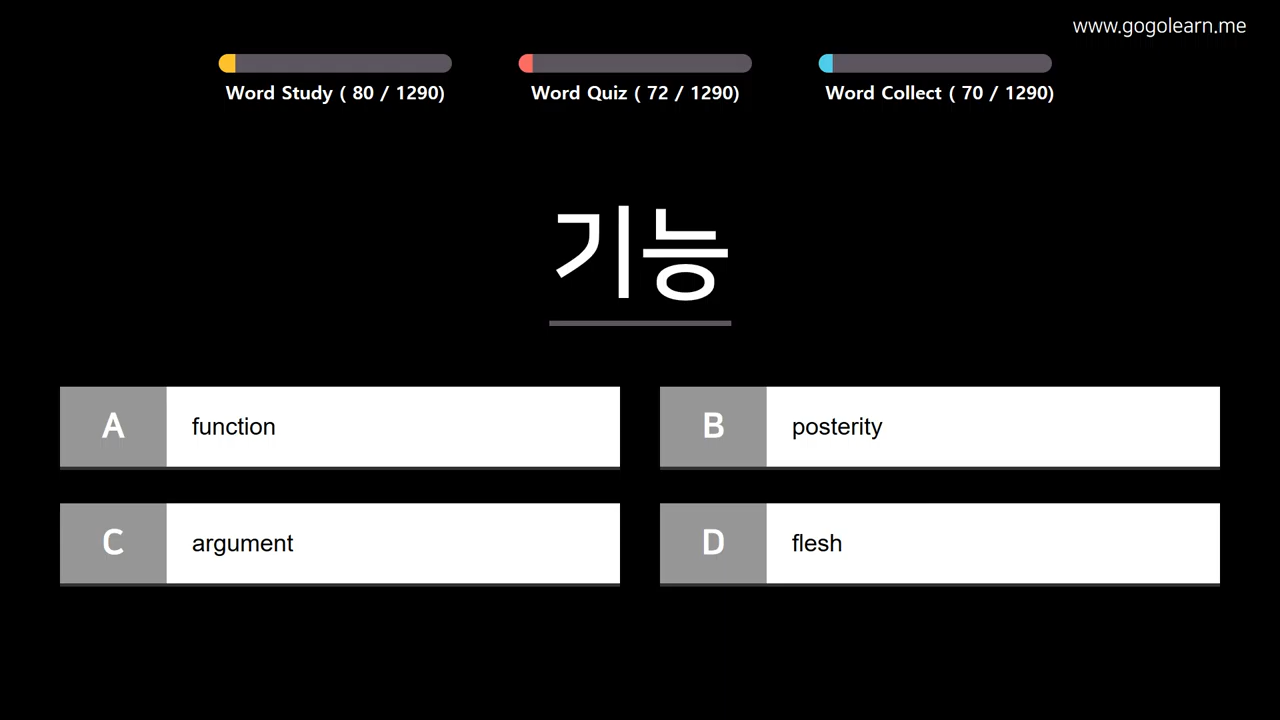 www.gogolearn.me
Word Study ( 80 / 1290)
Word Quiz ( 72 / 1290)
Word Collect ( 70 / 1290)
기능
A function
B posterity
C argument
D flesh